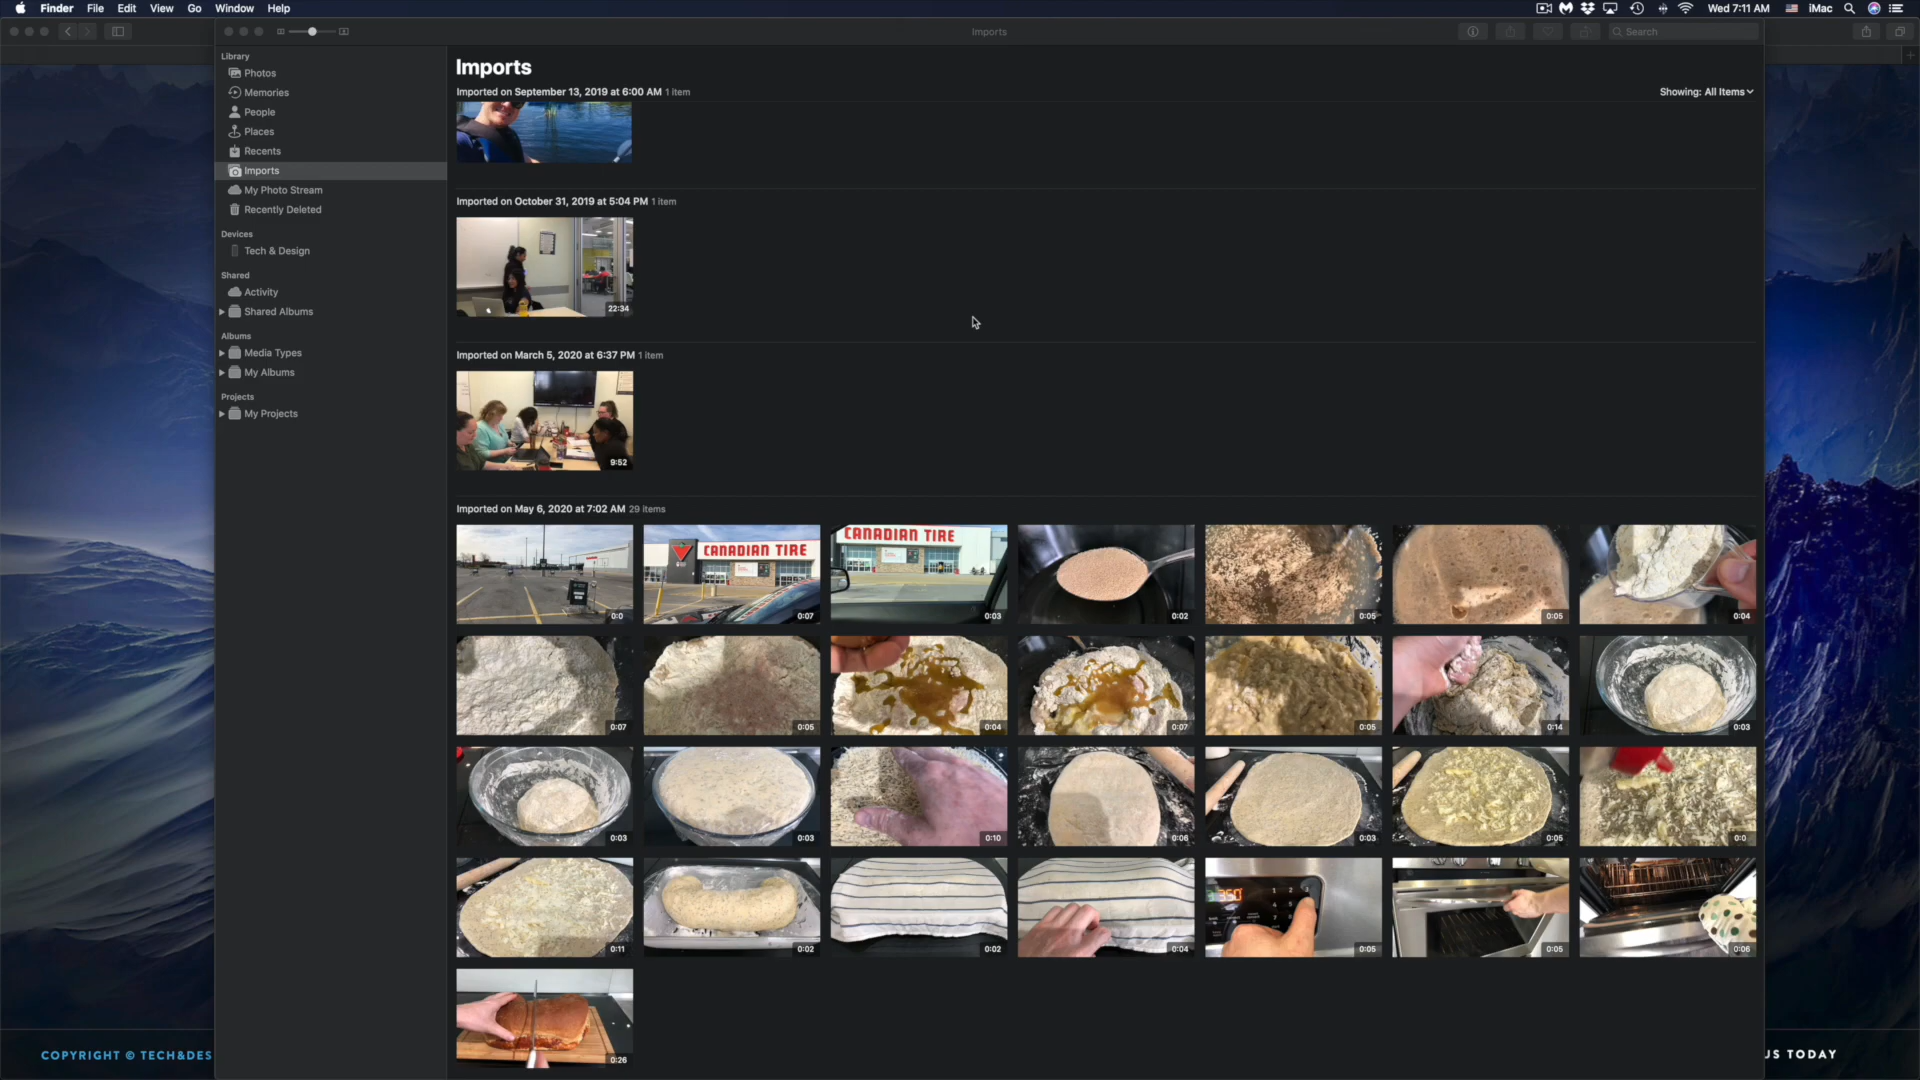 Finder File Edit View Go Window Help
Wed 7:11 AM iMac
Imports
Search
Library
Photos
Memories
People
Places
Recents
Imports
My Photo Stream
Recently Deleted
Devices
Tech & Design
Shared
Activity
Shared Albums
Albums
Media Types
My Albums
Projects
My Projects
Imports
Imported on September 13, 2019 at 6:00 AM 1 item
Showing: All Items
Imported on October 31, 2019 at 5:04 PM 1 item
22:34
Imported on March 5, 2020 at 6:37 PM 1 item
9:52
Imported on May 6, 2020 at 7:02 AM 29 items
CANADIAN TIRE
CANADIAN TIRE
0:0 0:07 0:03 0:02 0:05 0:05 0:04
0:07 0:05 0:04 0:07 0:05 0:14 0:03
0:03 0:03 0:10 0:06 0:03 0:05 0:0
350
0:11 0:02 0:02 0:04 0:05 0:05 0:06
0:26
COPYRIGHT © TECH&DES
US TODAY